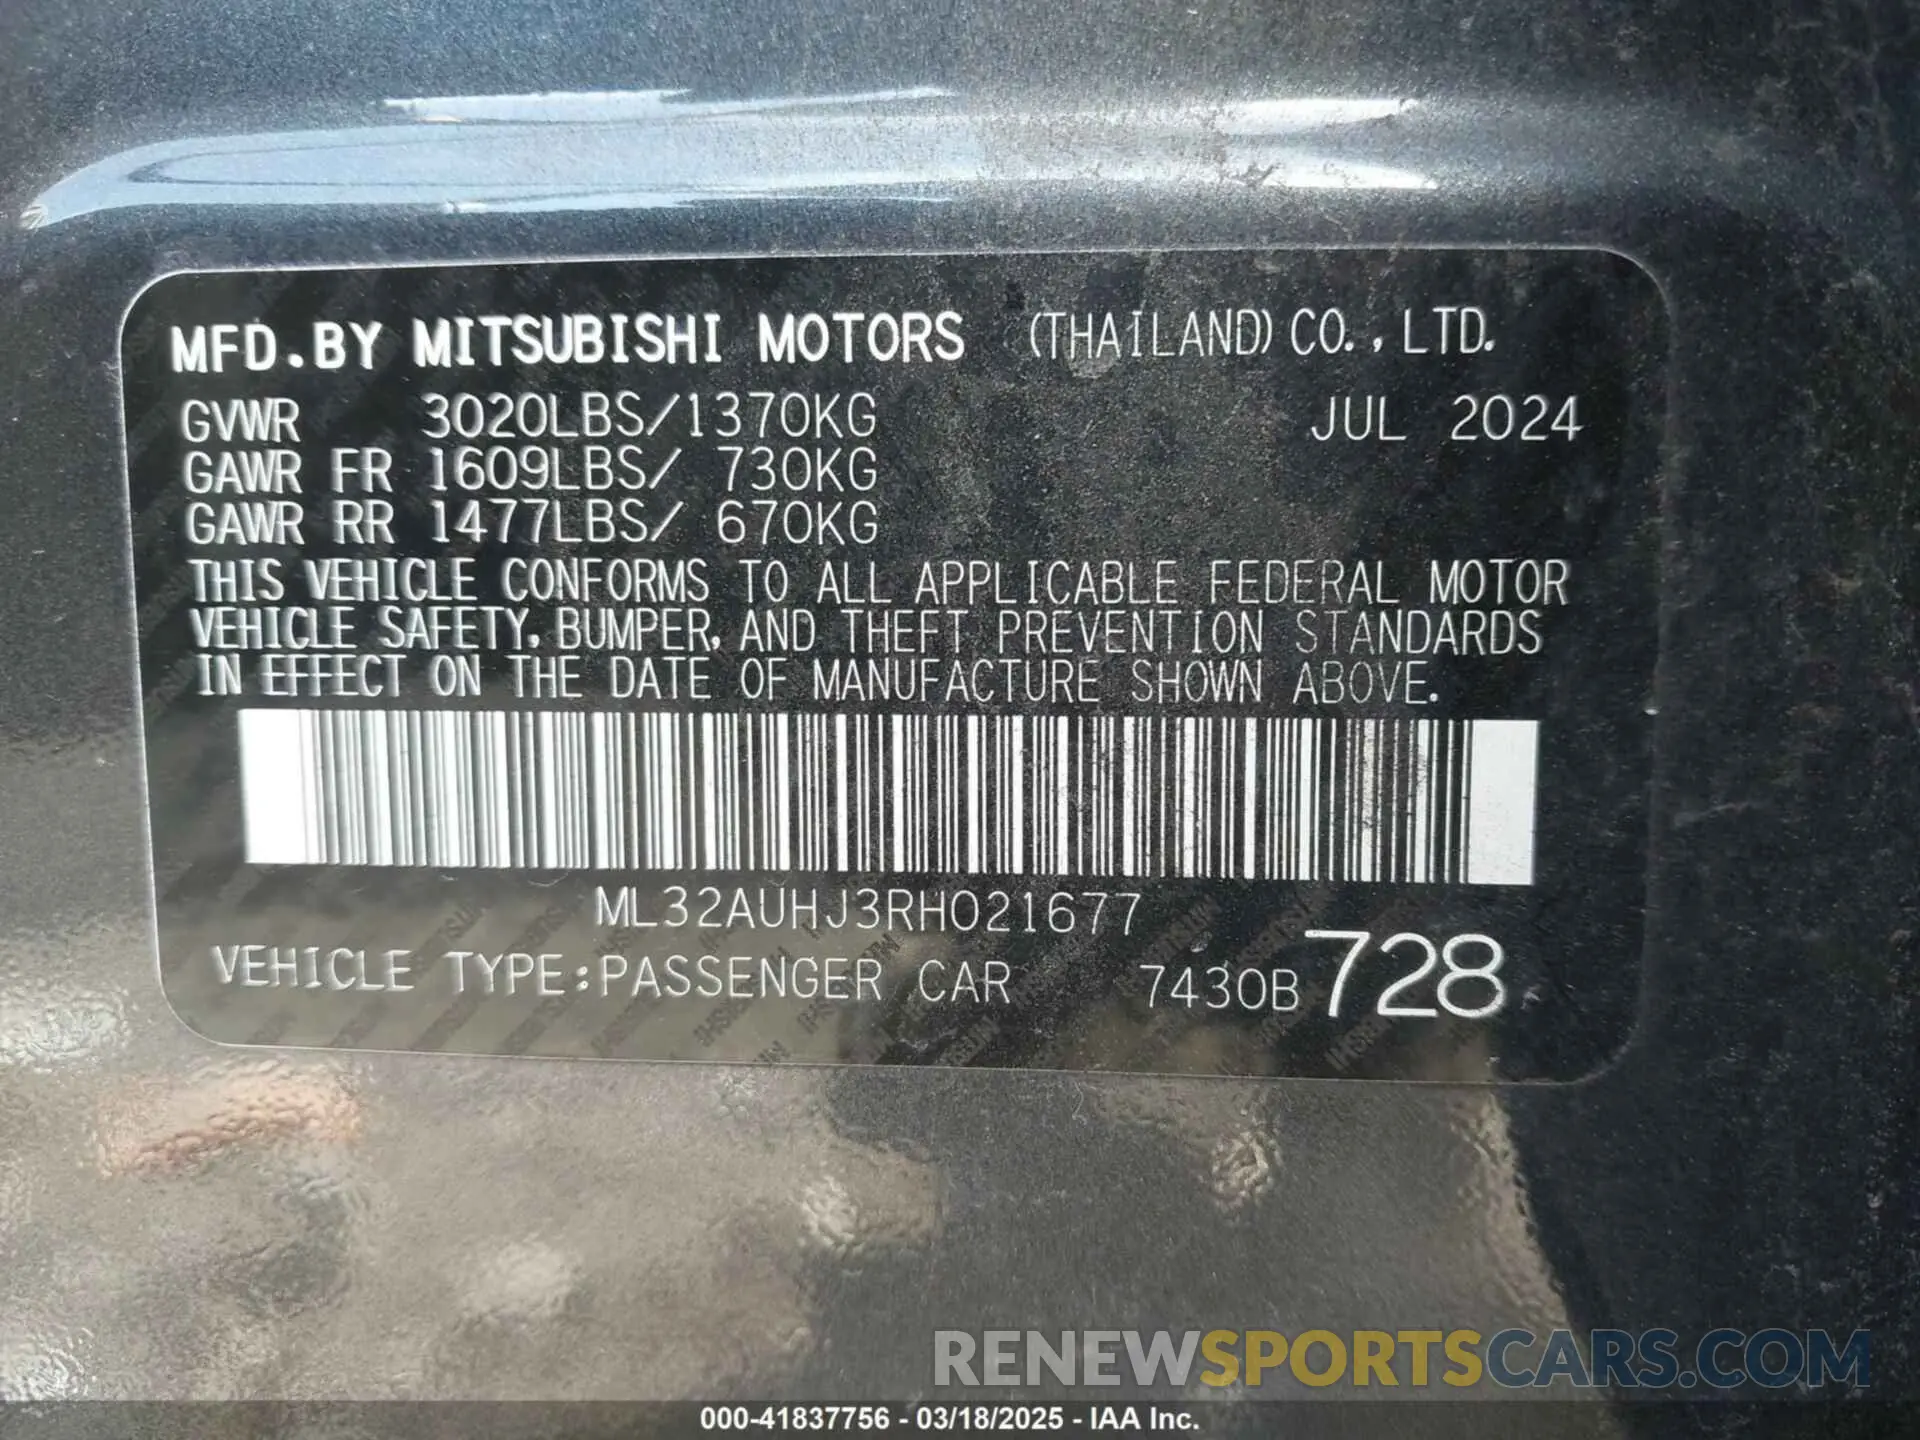 MFD.BY MITSUBISHI MOTORS (THAILAND) CO., LTD.
GVWR 3020LBS/1370KG JUL 2024
GAWR FR 1609LBS/ 730KG
GAWR RR 1477LBS/ 670KG
THIS VEHICLE CONFORMS TO ALL APPLICABLE FEDERAL MOTOR
VEHICLE SAFETY, BUMPER, AND THEFT PREVENTION STANDARDS
IN EFFECT ON THE DATE OF MANUFACTURE SHOWN ABOVE.
ML32AUHJ3RH021677
VEHICLE TYPE:PASSENGER CAR 7430B 728
RENEWSPORTSCARS.COM
000-41837756 - 03/18/2025 - IAA Inc.